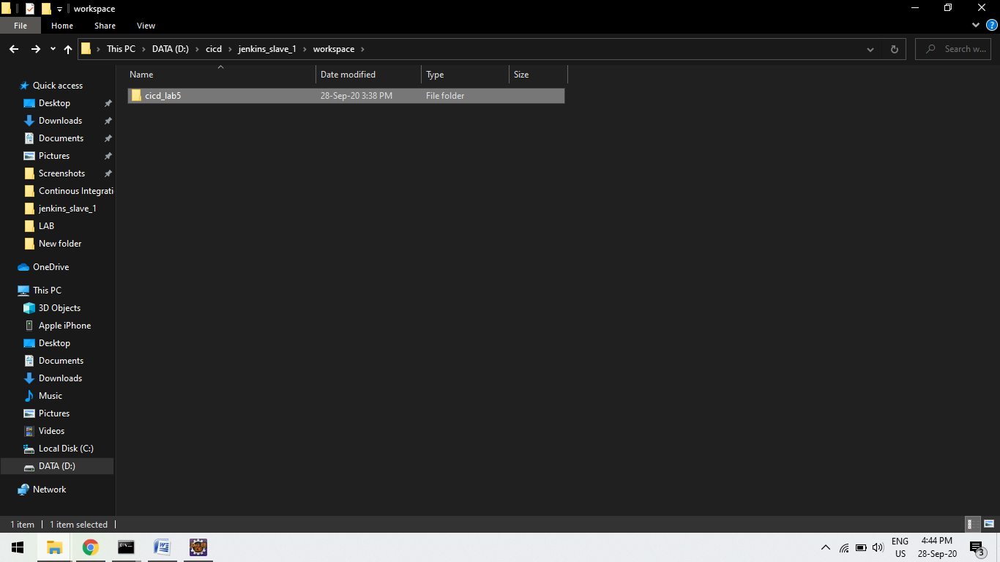 workspace
File Home Share View
This PC DATA (D:) cicd jenkins_slave_1 workspace
Search w...
Name Date modified Type Size
cicd_lab5 28-Sep-20 3:38 PM File folder
Quick access
Desktop
Downloads
Documents
Pictures
Screenshots
Continous Integrati
jenkins_slave_1
LAB
New folder
OneDrive
This PC
3D Objects
Apple iPhone
Desktop
Documents
Downloads
Music
Pictures
Videos
Local Disk (C:)
DATA (D:)
Network
1 item 1 item selected
ENG 4:44 PM
US 28-Sep-20 3